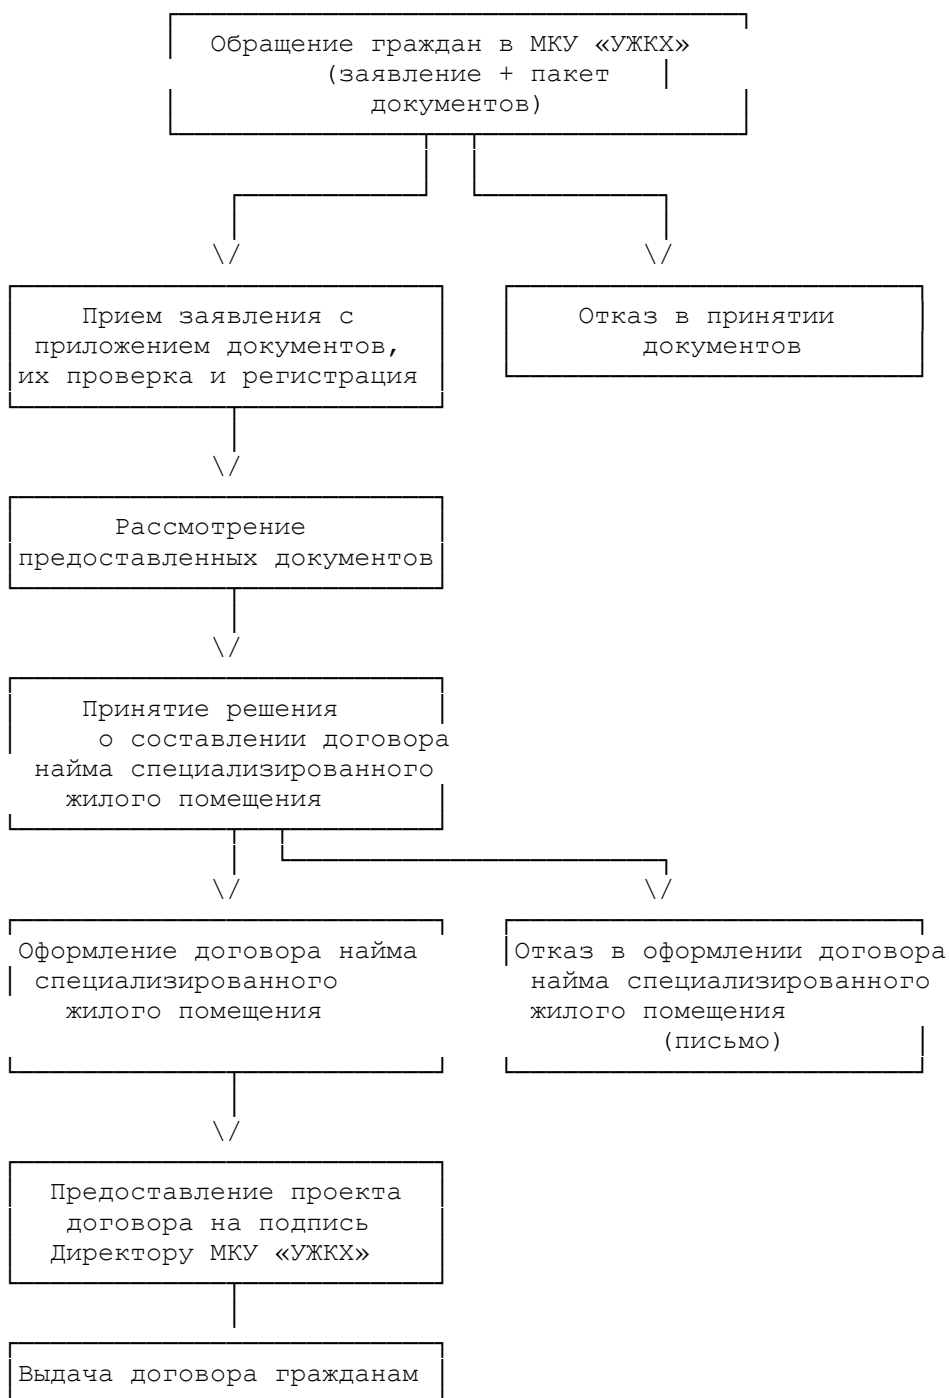 Обращение граждан в МКУ «УЖКХ»
(заявление + пакет
документов)
Прием заявления с
приложением документов,
их проверка и регистрация
Отказ в принятии
документов
Рассмотрение
предоставленных документов
Принятие решения
о составлении договора
найма специализированного
жилого помещения
Оформление договора найма
специализированного
жилого помещения
Отказ в оформлении договора
найма специализированного
жилого помещения
(письмо)
Предоставление проекта
договора на подпись
Директору МКУ «УЖКХ»
Выдача договора гражданам